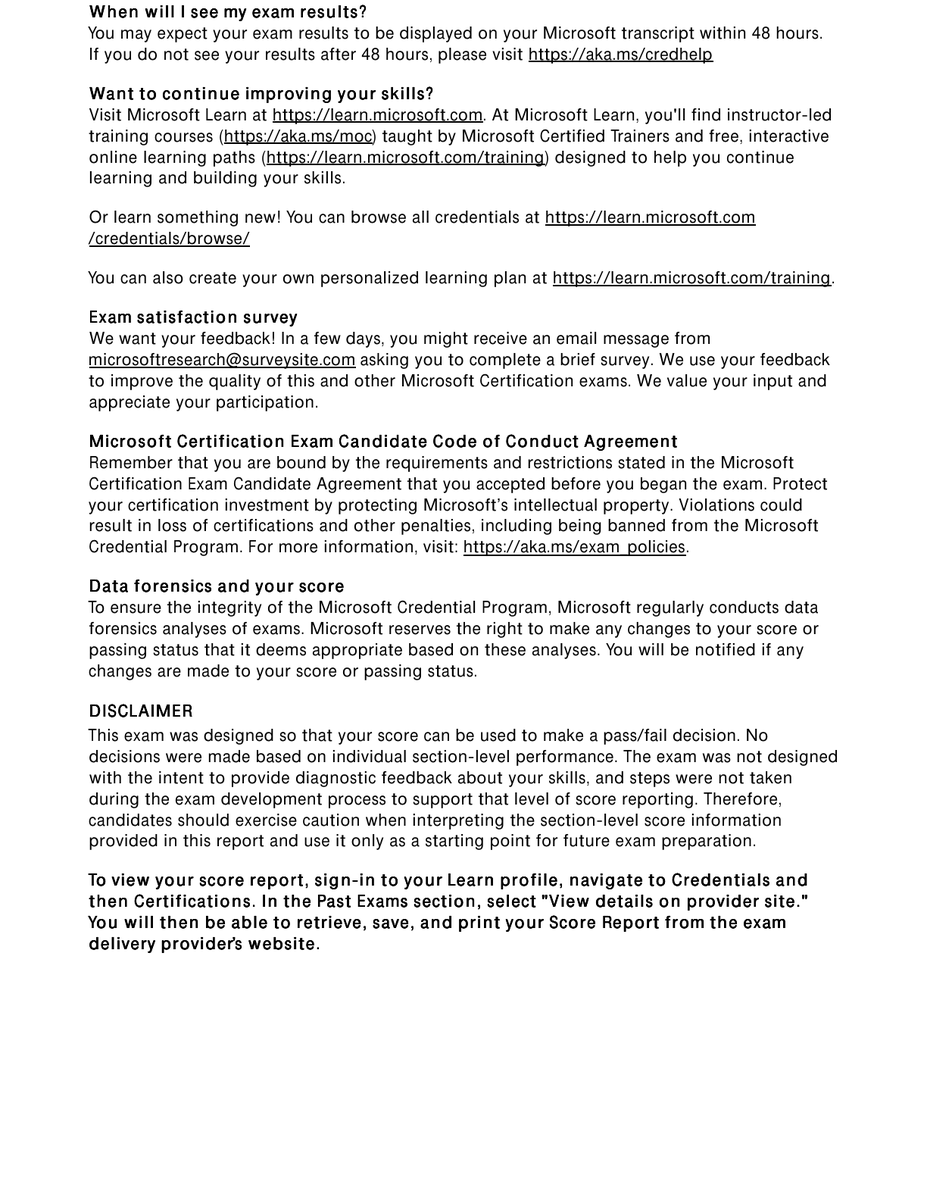 When will I see my exam results?
You may expect your exam results to be displayed on your Microsoft transcript within 48 hours.
If you do not see your results after 48 hours, please visit https://aka.ms/credhelp
Want to continue improving your skills?
Visit Microsoft Learn at https://learn.microsoft.com. At Microsoft Learn, you'll find instructor-led
training courses (https://aka.ms/moc) taught by Microsoft Certified Trainers and free, interactive
online learning paths (https://learn.microsoft.com/training) designed to help you continue
learning and building your skills.
Or learn something new! You can browse all credentials at https://learn.microsoft.com
/credentials/browse/
You can also create your own personalized learning plan at https://learn.microsoft.com/training.
Exam satisfaction survey
We want your feedback! In a few days, you might receive an email message from
microsoftresearch@surveysite.com asking you to complete a brief survey. We use your feedback
to improve the quality of this and other Microsoft Certification exams. We value your input and
appreciate your participation.
Microsoft Certification Exam Candidate Code of Conduct Agreement
Remember that you are bound by the requirements and restrictions stated in the Microsoft
Certification Exam Candidate Agreement that you accepted before you began the exam. Protect
your certification investment by protecting Microsoft's intellectual property. Violations could
result in loss of certifications and other penalties, including being banned from the Microsoft
Credential Program. For more information, visit: https://aka.ms/exam_policies.
Data forensics and your score
To ensure the integrity of the Microsoft Credential Program, Microsoft regularly conducts data
forensics analyses of exams. Microsoft reserves the right to make any changes to your score or
passing status that it deems appropriate based on these analyses. You will be notified if any
changes are made to your score or passing status.
DISCLAIMER
This exam was designed so that your score can be used to make a pass/fail decision. No
decisions were made based on individual section-level performance. The exam was not designed
with the intent to provide diagnostic feedback about your skills, and steps were not taken
during the exam development process to support that level of score reporting. Therefore,
candidates should exercise caution when interpreting the section-level score information
provided in this report and use it only as a starting point for future exam preparation.
To view your score report, sign-in to your Learn profile, navigate to Credentials and
then Certifications. In the Past Exams section, select "View details on provider site."
You will then be able to retrieve, save, and print your Score Report from the exam
delivery provider's website.